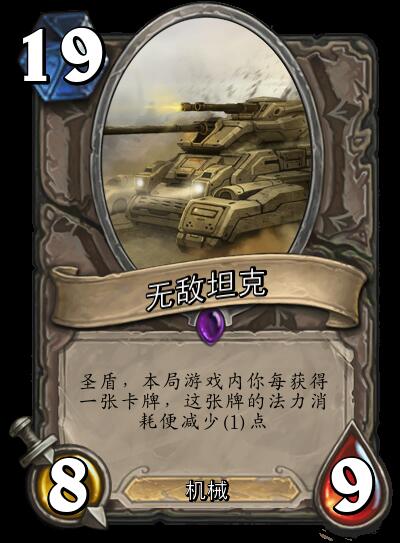 19
无敌坦克
圣盾，本局游戏内你每获得
一张卡牌，这张牌的法力消
耗便减少(1)点
8
机械
9